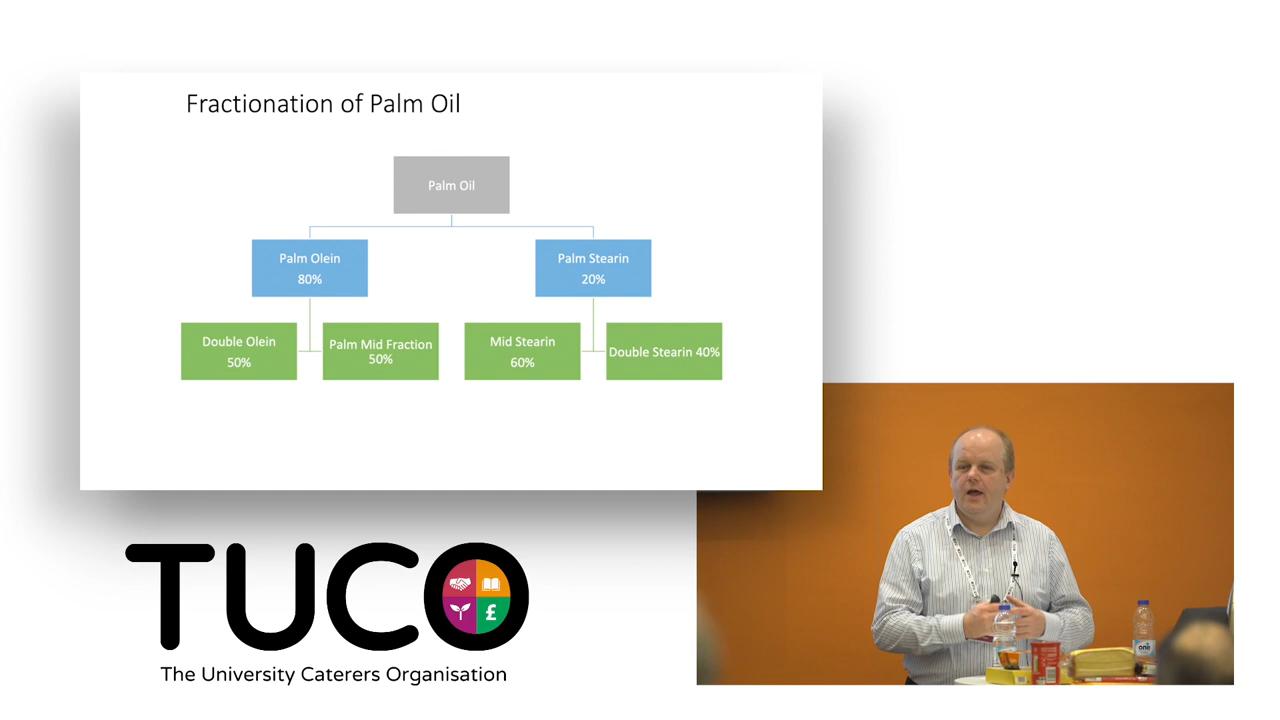 Fractionation of Palm Oil
Palm Oil
Palm Olein
80%
Palm Stearin
20%
Double Olein
50%
Palm Mid Fraction
50%
Mid Stearin
60%
Double Stearin 40%
TUCO
£
The University Caterers Organisation
one